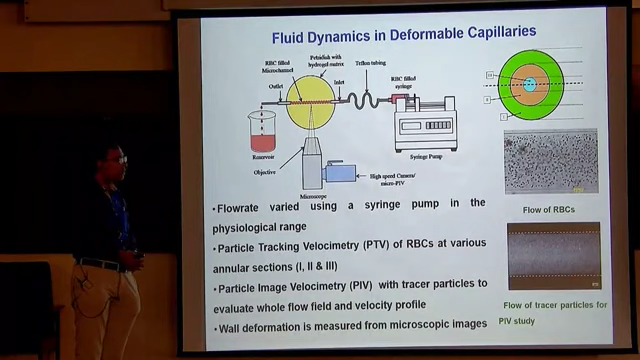 Fluid Dynamics in Deformable Capillaries
Petridish with
hydrogel matrix
RBC filled
Microchannel
Teflon tubing
Outlet
Inlet
RBC filled
syringe
Reservoir
Syringe Pump
Objective
High speed Camera/
micro-PIV
Microscope
Flow of RBCs
•Flowrate varied using a syringe pump in the
physiological range
•Particle Tracking Velocimetry (PTV) of RBCs at various
annular sections (I, II & III)
•Particle Image Velocimetry (PIV) with tracer particles to
evaluate whole flow field and velocity profile
•Wall deformation is measured from microscopic images
Flow of tracer particles for
PIV study